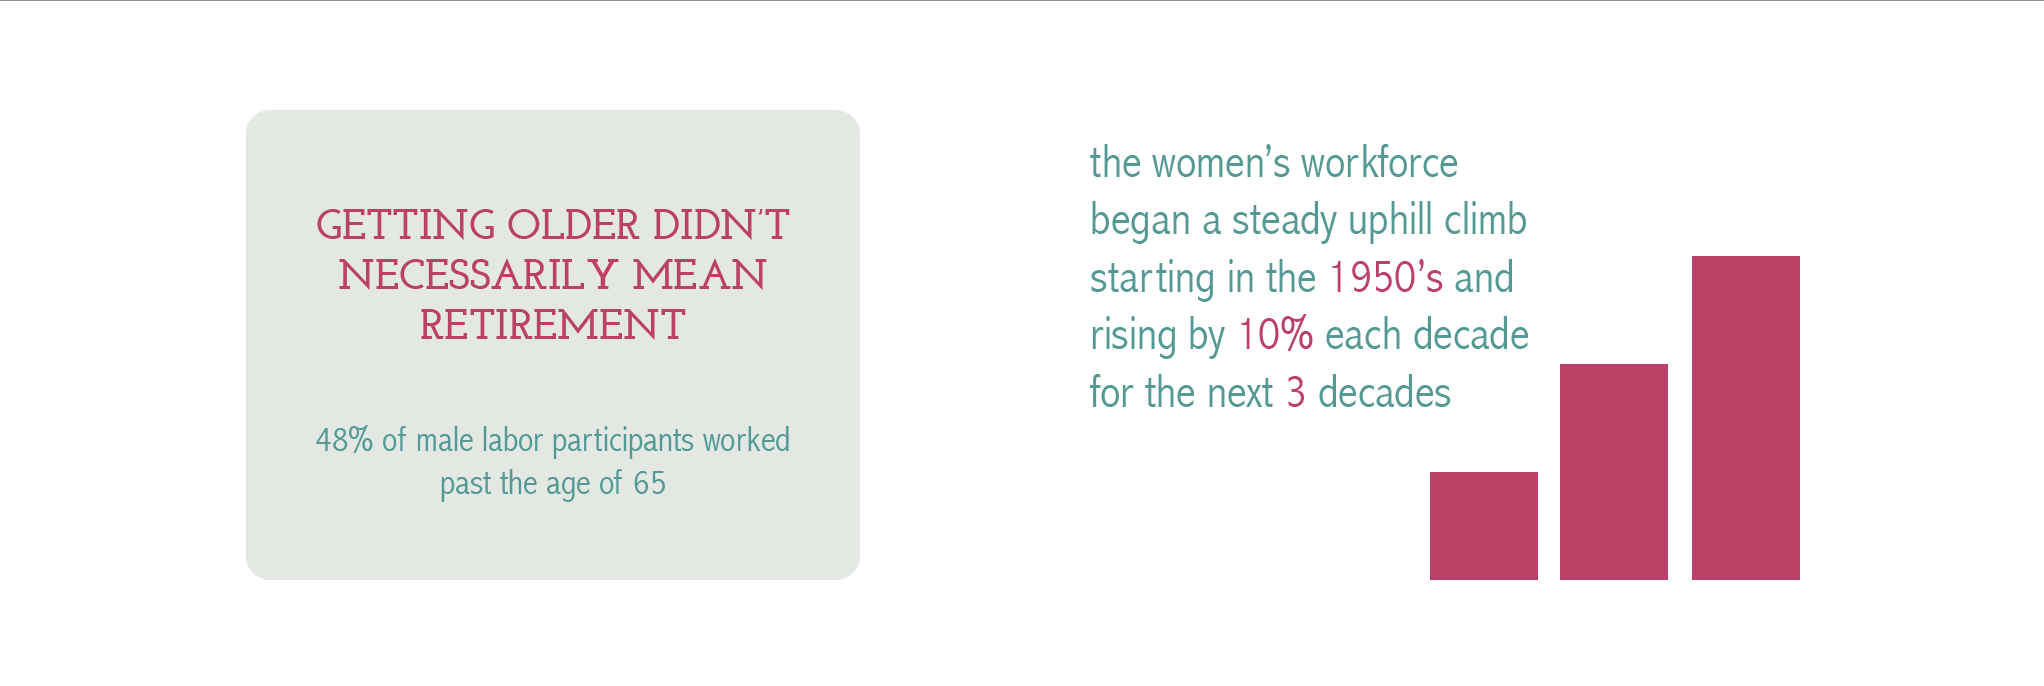 GETTING OLDER DIDN'T
NECESSARILY MEAN
RETIREMENT
48% of male labor participants worked
past the age of 65
the women's workforce
began a steady uphill climb
starting in the 1950's and
rising by 10% each decade
for the next 3 decades